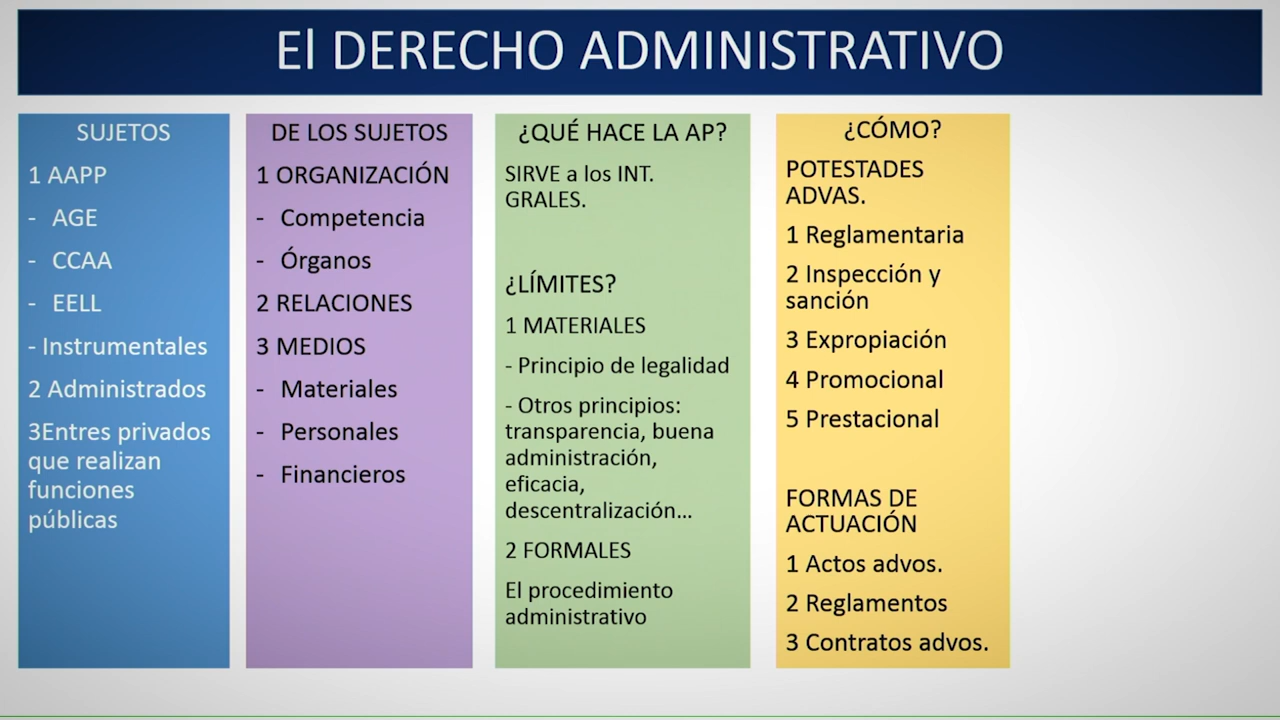 El DERECHO ADMINISTRATIVO
SUJETOS
1 AAPP
- AGE
- CCAA
- EELL
- Instrumentales
2 Administrados
3Entres privados
que realizan
funciones
públicas
DE LOS SUJETOS
1 ORGANIZACIÓN
- Competencia
- Órganos
2 RELACIONES
3 MEDIOS
- Materiales
- Personales
- Financieros
¿QUÉ HACE LA AP?
SIRVE a los INT.
GRALES.
¿LÍMITES?
1 MATERIALES
- Principio de legalidad
- Otros principios:
transparencia, buena
administración,
eficacia,
descentralización...
2 FORMALES
El procedimiento
administrativo
¿CÓMO?
POTESTADES
ADVAS.
1 Reglamentaria
2 Inspección y
sanción
3 Expropiación
4 Promocional
5 Prestacional
FORMAS DE
ACTUACIÓN
1 Actos advos.
2 Reglamentos
3 Contratos advos.